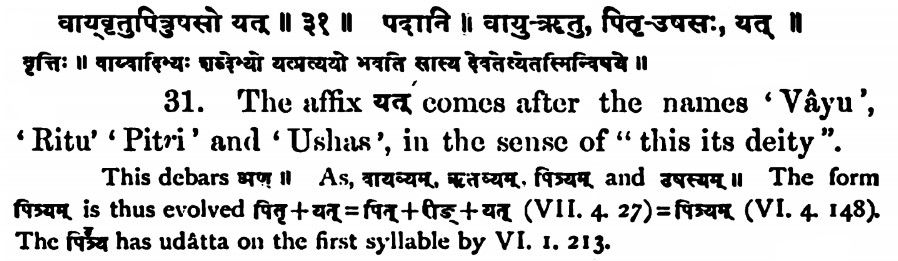 वाय्वृतुपित्रुषसो यत् ॥ ३१ ॥ पदानि ॥ वायु-ऋतु, पितृ-उषसः, यत् ॥
वृत्तिः ॥ वाय्वादिभ्यः शब्देभ्यो यत्प्रत्ययो भवति सास्य देवतेत्येतस्मिन्विषये ॥
31. The affix यत् comes after the names ‘Vâyu’,
‘Ritu’ ‘Pitri’ and ‘Ushas’, in the sense of “this its deity”.
This debars अण् ॥ As, वायव्यम्, ऋतव्यम्, पित्र्यम् and उषस्यम् ॥ The form
पित्र्यम् is thus evolved पितृ+यत्=पित्+रीङ्+यत् (VII. 4. 27)=पित्र्यम् (VI. 4. 148).
The पित्र्य has udâtta on the first syllable by VI. 1. 213.